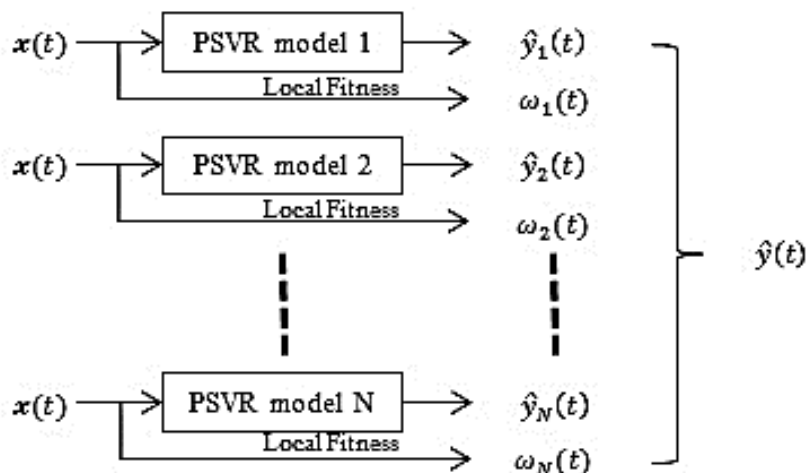 x(t) PSVR model 1 ŷ₁(t)
Local Fitness ω₁(t)
x(t) PSVR model 2 ŷ₂(t)
Local Fitness ω₂(t)
ŷ(t)
x(t) PSVR model N ŷ_N(t)
Local Fitness ω_N(t)